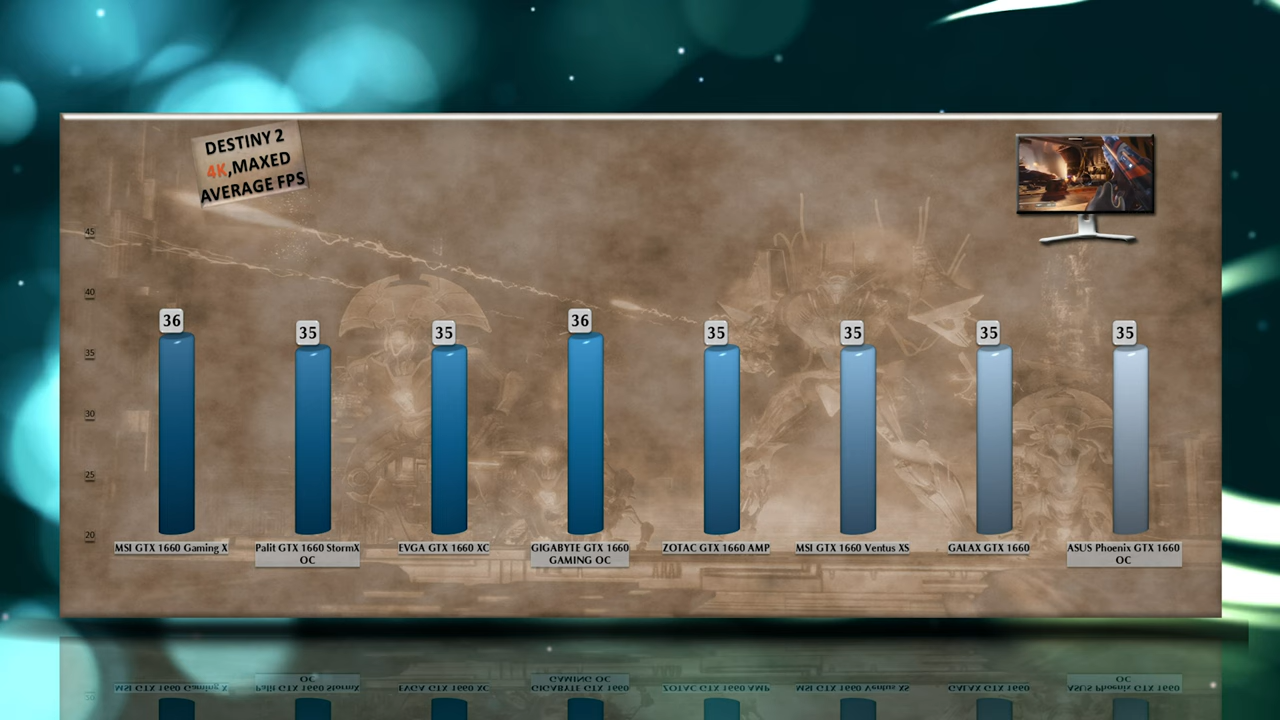 DESTINY 2
4K,MAXED
AVERAGE FPS
45
40
35
30
25
20
36
35
35
36
35
35
35
35
MSI GTX 1660 Gaming X
Palit GTX 1660 StormX
OC
EVGA GTX 1660 XC
GIGABYTE GTX 1660
GAMING OC
ZOTAC GTX 1660 AMP
MSI GTX 1660 Ventus XS
GALAX GTX 1660
ASUS Phoenix GTX 1660
OC